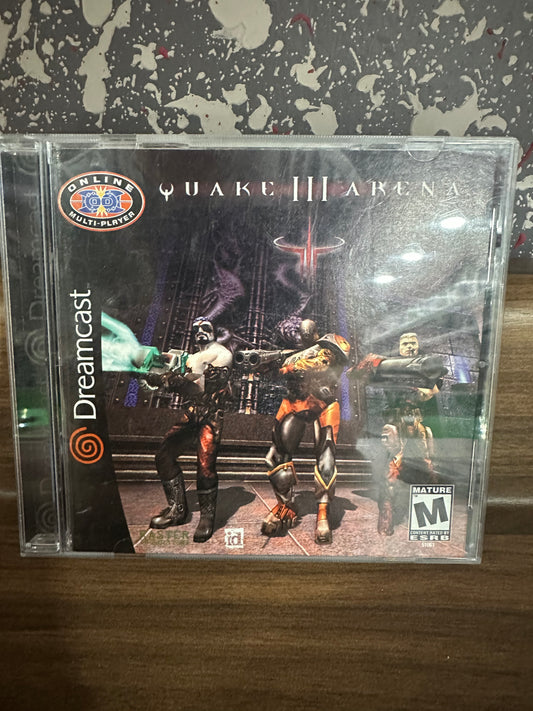 ONLINE
MULTI-PLAYER
QUAKE III ARENA
Dreamcast
id
MATURE
M
CONTENT RATED BY
ESRB